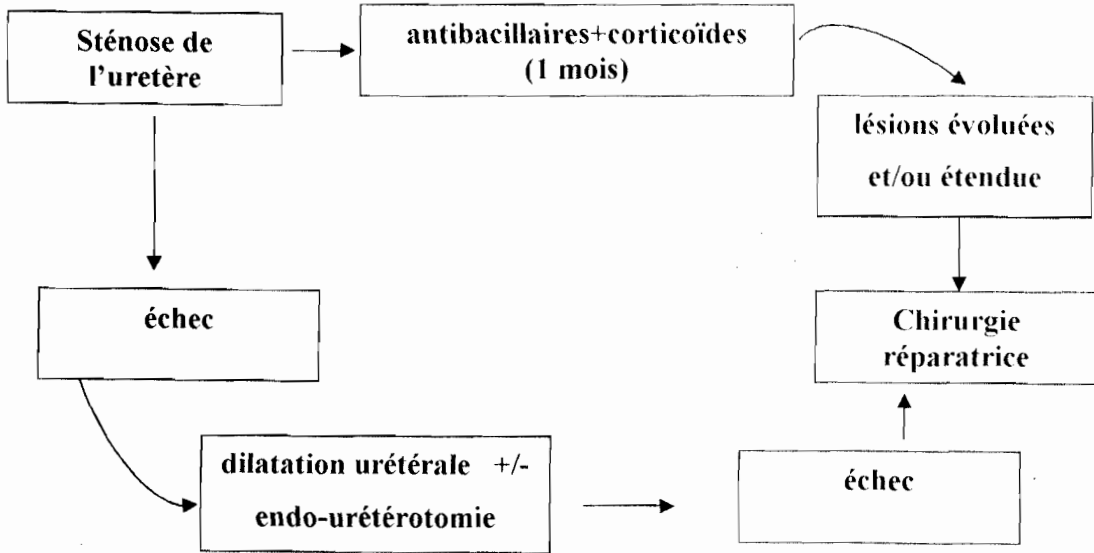 Sténose de
l'uretère
antibacillaires+corticoïdes
(1 mois)
lésions évoluées
et/ou étendue
échec
Chirurgie
réparatrice
dilatation urétérale +/-
endo-urétérotomie
échec